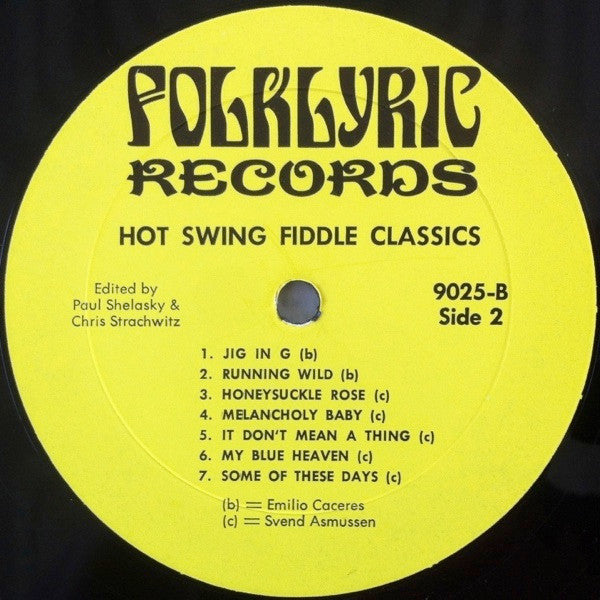 FOLKLYRIC
RECORDS
HOT SWING FIDDLE CLASSICS
Edited by
Paul Shelasky &
Chris Strachwitz
9025-B
Side 2
1. JIG IN G (b)
2. RUNNING WILD (b)
3. HONEYSUCKLE ROSE (c)
4. MELANCHOLY BABY (c)
5. IT DON'T MEAN A THING (c)
6. MY BLUE HEAVEN (c)
7. SOME OF THESE DAYS (c)
(b) = Emilio Caceres
(c) = Svend Asmussen